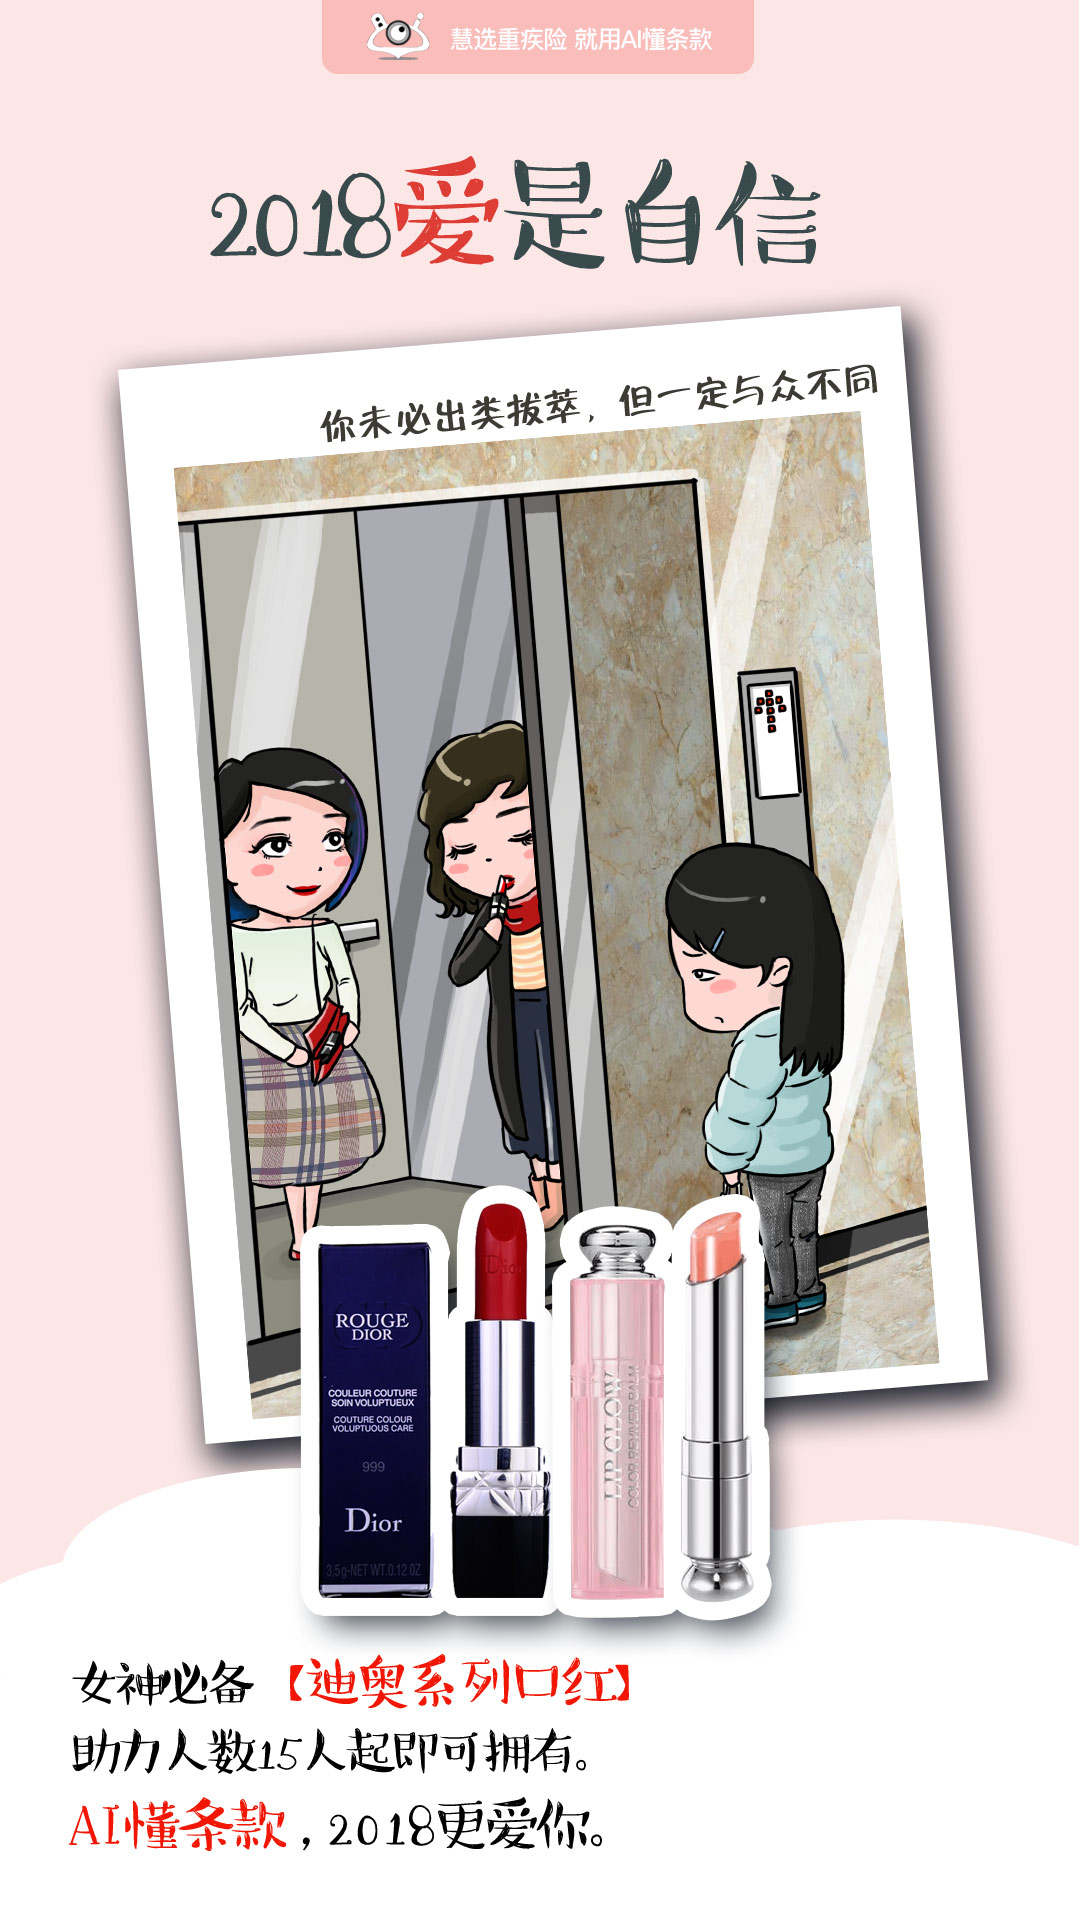 慧选重疾险 就用AI懂条款
2018爱是自信
你未必出类拔萃，但一定与众不同
ROUGE
DIOR
COULEUR COUTURE
SOIN VOLUPTUEUX
COUTURE COLOUR
VOLUPTUOUS CARE
999
Dior
3,5g-NET WT.0.12 OZ
Dior
LIP GLOW
COLOR REVIVER BALM
女神必备【迪奥系列口红】
助力人数15人起即可拥有。
AI懂条款，2018更爱你。